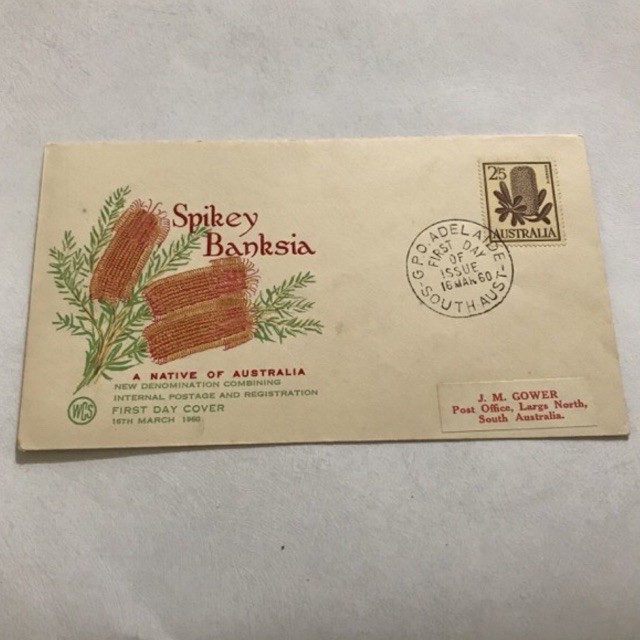 Spikey
Banksia
A NATIVE OF AUSTRALIA
NEW DENOMINATION COMBINING
INTERNAL POSTAGE AND REGISTRATION
FIRST DAY COVER
16TH MARCH 1960
WCS
2'5
AUSTRALIA
G.P.O. ADELAIDE
FIRST DAY
OF
ISSUE
16 MAR 60
SOUTH AUST
J. M. GOWER
Post Office, Largs North,
South Australia.